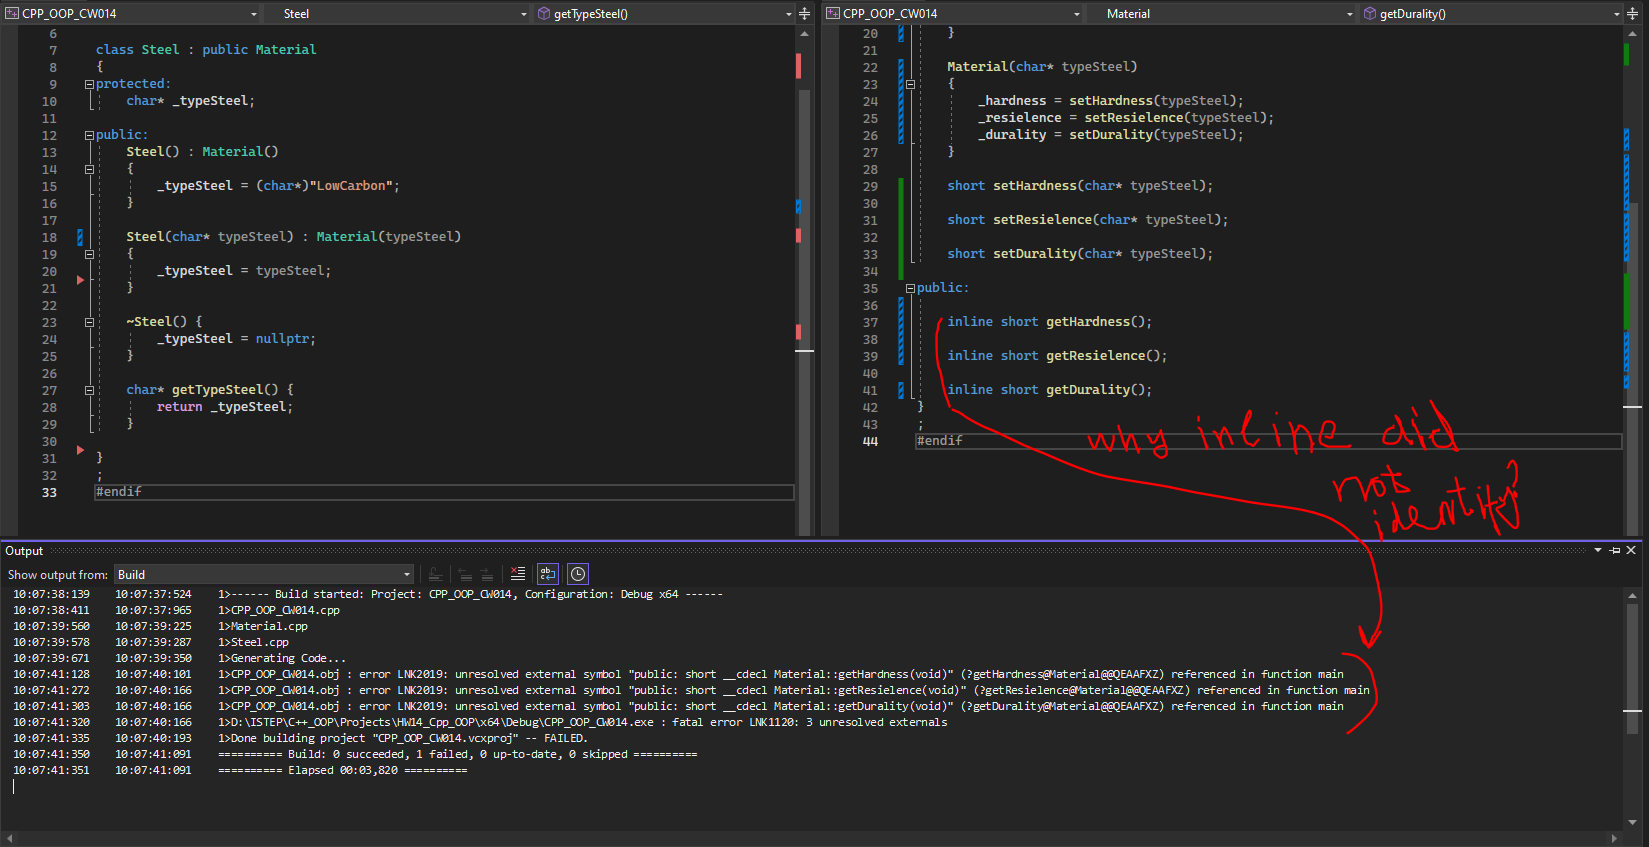 CPP_OOP_CW014 Steel getTypeSteel()
6
7 class Steel : public Material
8 {
9 protected:
10 char* _typeSteel;
11
12 public:
13 Steel() : Material()
14 {
15 _typeSteel = (char*)"LowCarbon";
16 }
17
18 Steel(char* typeSteel) : Material(typeSteel)
19 {
20 _typeSteel = typeSteel;
21 }
22
23 ~Steel() {
24 _typeSteel = nullptr;
25 }
26
27 char* getTypeSteel() {
28 return _typeSteel;
29 }
30
31 }
32 ;
33 #endif
CPP_OOP_CW014 Material getDurality()
20 }
21
22 Material(char* typeSteel)
23 {
24 _hardness = setHardness(typeSteel);
25 _resielence = setResielence(typeSteel);
26 _durality = setDurality(typeSteel);
27 }
28
29 short setHardness(char* typeSteel);
30
31 short setResielence(char* typeSteel);
32
33 short setDurality(char* typeSteel);
34
35 public:
36
37 inline short getHardness();
38
39 inline short getResielence();
40
41 inline short getDurality();
42 }
43 ;
44 #endif
why inline did
not
identity?
Output
Show output from: Build
10:07:38:139 10:07:37:524 1>------ Build started: Project: CPP_OOP_CW014, Configuration: Debug x64 ------
10:07:38:411 10:07:37:965 1>CPP_OOP_CW014.cpp
10:07:39:560 10:07:39:225 1>Material.cpp
10:07:39:578 10:07:39:287 1>Steel.cpp
10:07:39:671 10:07:39:350 1>Generating Code...
10:07:41:128 10:07:40:101 1>CPP_OOP_CW014.obj : error LNK2019: unresolved external symbol "public: short __cdecl Material::getHardness(void)" (?getHardness@Material@@QEAAFXZ) referenced in function main
10:07:41:272 10:07:40:166 1>CPP_OOP_CW014.obj : error LNK2019: unresolved external symbol "public: short __cdecl Material::getResielence(void)" (?getResielence@Material@@QEAAFXZ) referenced in function main
10:07:41:303 10:07:40:166 1>CPP_OOP_CW014.obj : error LNK2019: unresolved external symbol "public: short __cdecl Material::getDurality(void)" (?getDurality@Material@@QEAAFXZ) referenced in function main
10:07:41:320 10:07:40:166 1>D:\ISTEP\C++_OOP\Projects\HW14_Cpp_OOP\x64\Debug\CPP_OOP_CW014.exe : fatal error LNK1120: 3 unresolved externals
10:07:41:335 10:07:40:193 1>Done building project "CPP_OOP_CW014.vcxproj" -- FAILED.
10:07:41:350 10:07:41:091 ========== Build: 0 succeeded, 1 failed, 0 up-to-date, 0 skipped ==========
10:07:41:351 10:07:41:091 ========== Elapsed 00:03,820 ==========